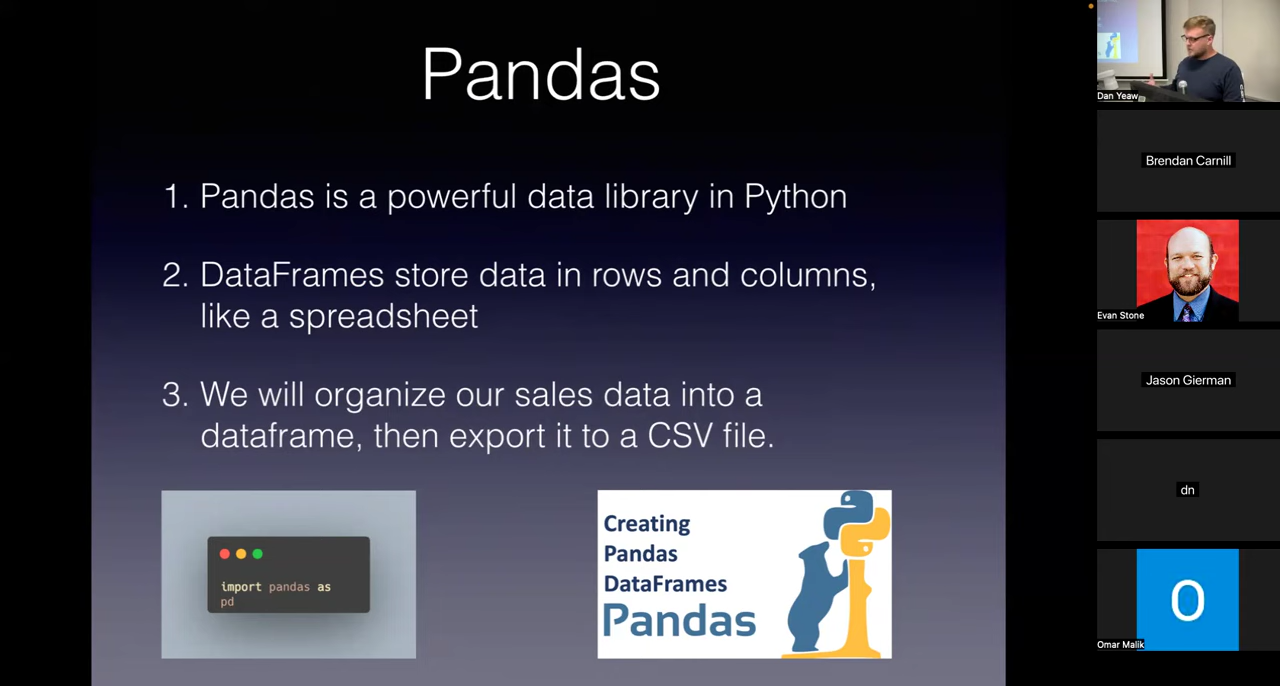 Pandas
1. Pandas is a powerful data library in Python
2. DataFrames store data in rows and columns,
like a spreadsheet
3. We will organize our sales data into a
dataframe, then export it to a CSV file.
import pandas as
pd
Creating
Pandas
DataFrames
Pandas
Dan Yeaw
Brendan Carnill
Evan Stone
Jason Gierman
dn
O
Omar Malik